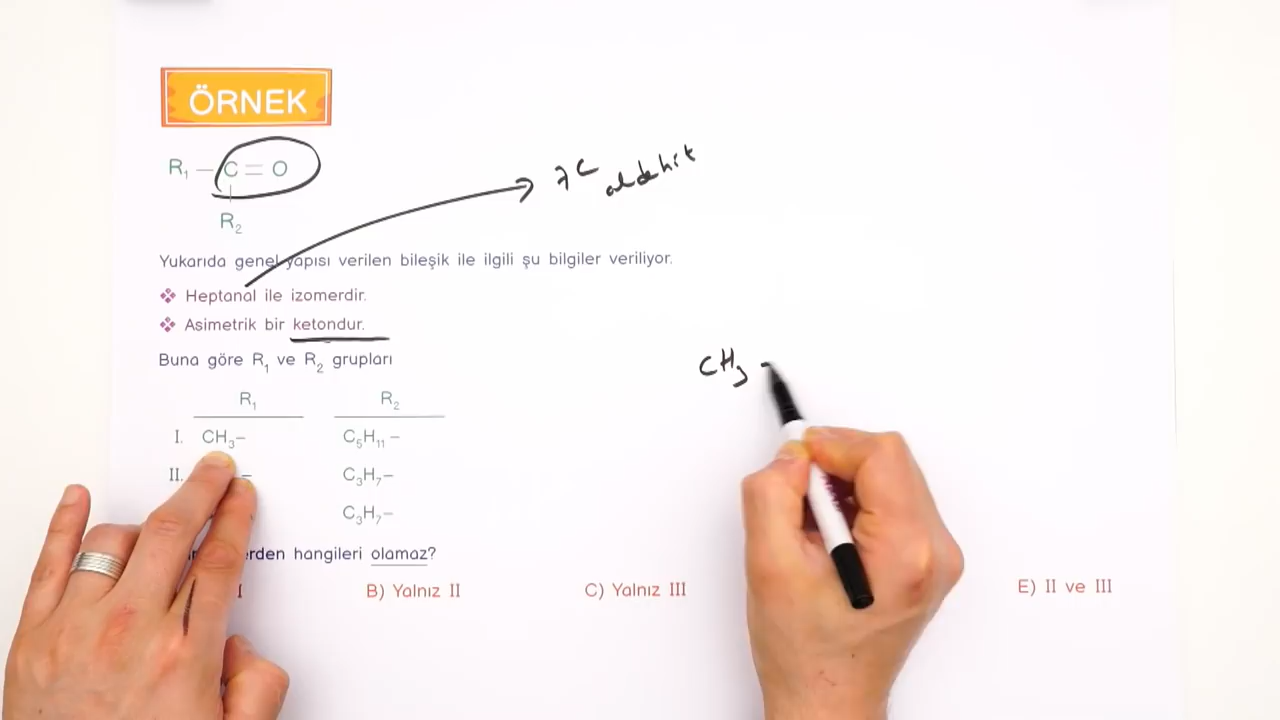 ÖRNEK
R₁ — C = O
R₂
7C aldehit
Yukarıda genel yapısı verilen bileşik ile ilgili şu bilgiler veriliyor.
❖ Heptanal ile izomerdir.
❖ Asimetrik bir ketondur.
Buna göre R₁ ve R₂ grupları
CH₃ -
R₁ R₂
I. CH₃– C₅H₁₁ –
II. – C₃H₇–
C₃H₇–
hangileri olamaz?
I B) Yalnız II C) Yalnız III E) II ve III